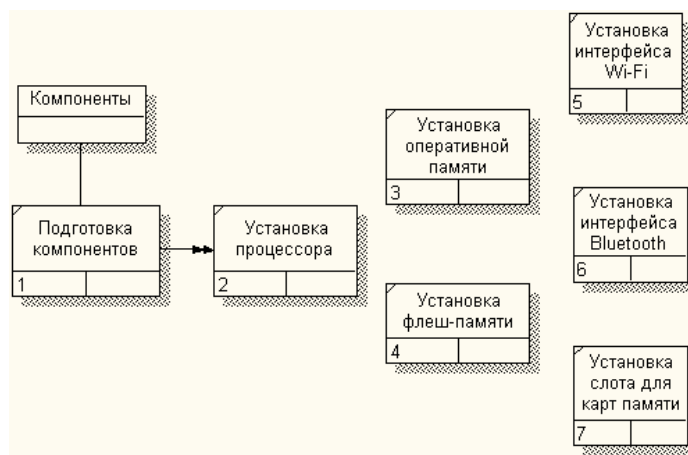 Компоненты
Подготовка
компонентов
1
Установка
процессора
2
Установка
оперативной
памяти
3
Установка
флеш-памяти
4
Установка
интерфейса
Wi-Fi
5
Установка
интерфейса
Bluetooth
6
Установка
слота для
карт памяти
7